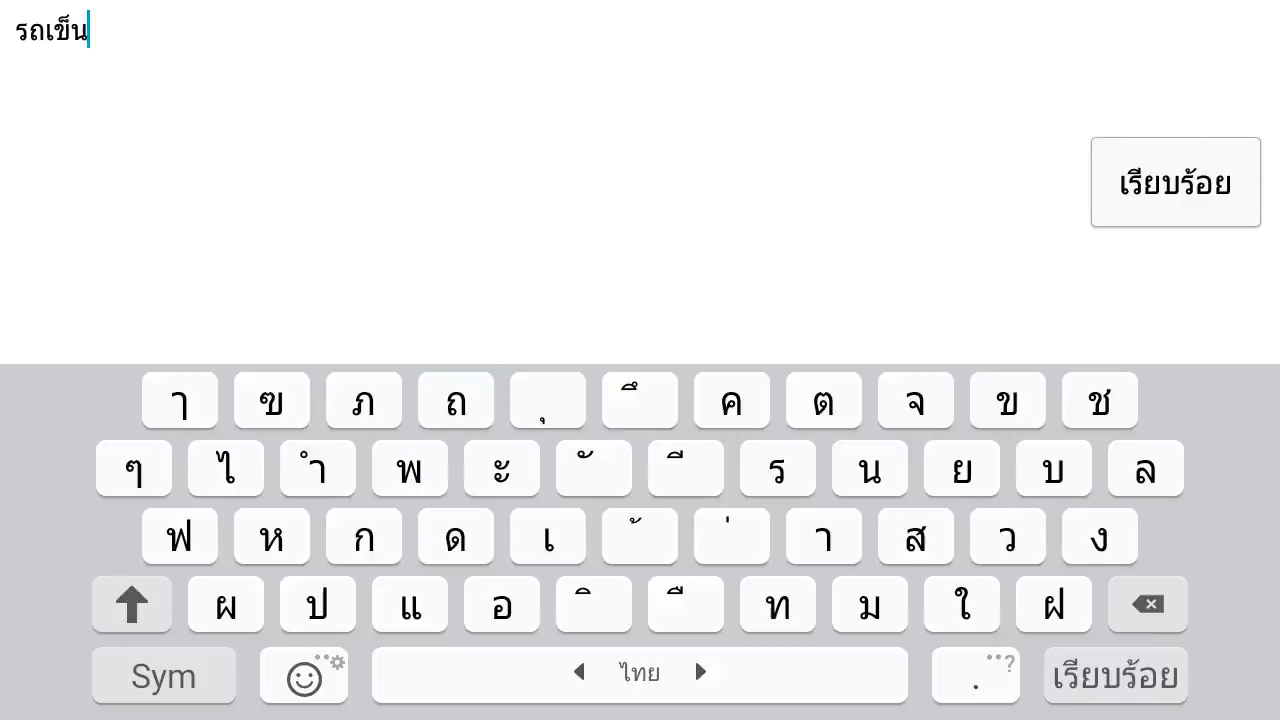 รถเข็น
เรียบร้อย
ๅ ฃ ภ ถ ุ ึ ค ต จ ข ช
ๆ ไ ำ พ ะ ั ี ร น ย บ ล
ฟ ห ก ด เ ้ ่ า ส ว ง
ผ ป แ อ ิ ื ท ม ใ ฝ
Sym ไทย . ? เรียบร้อย